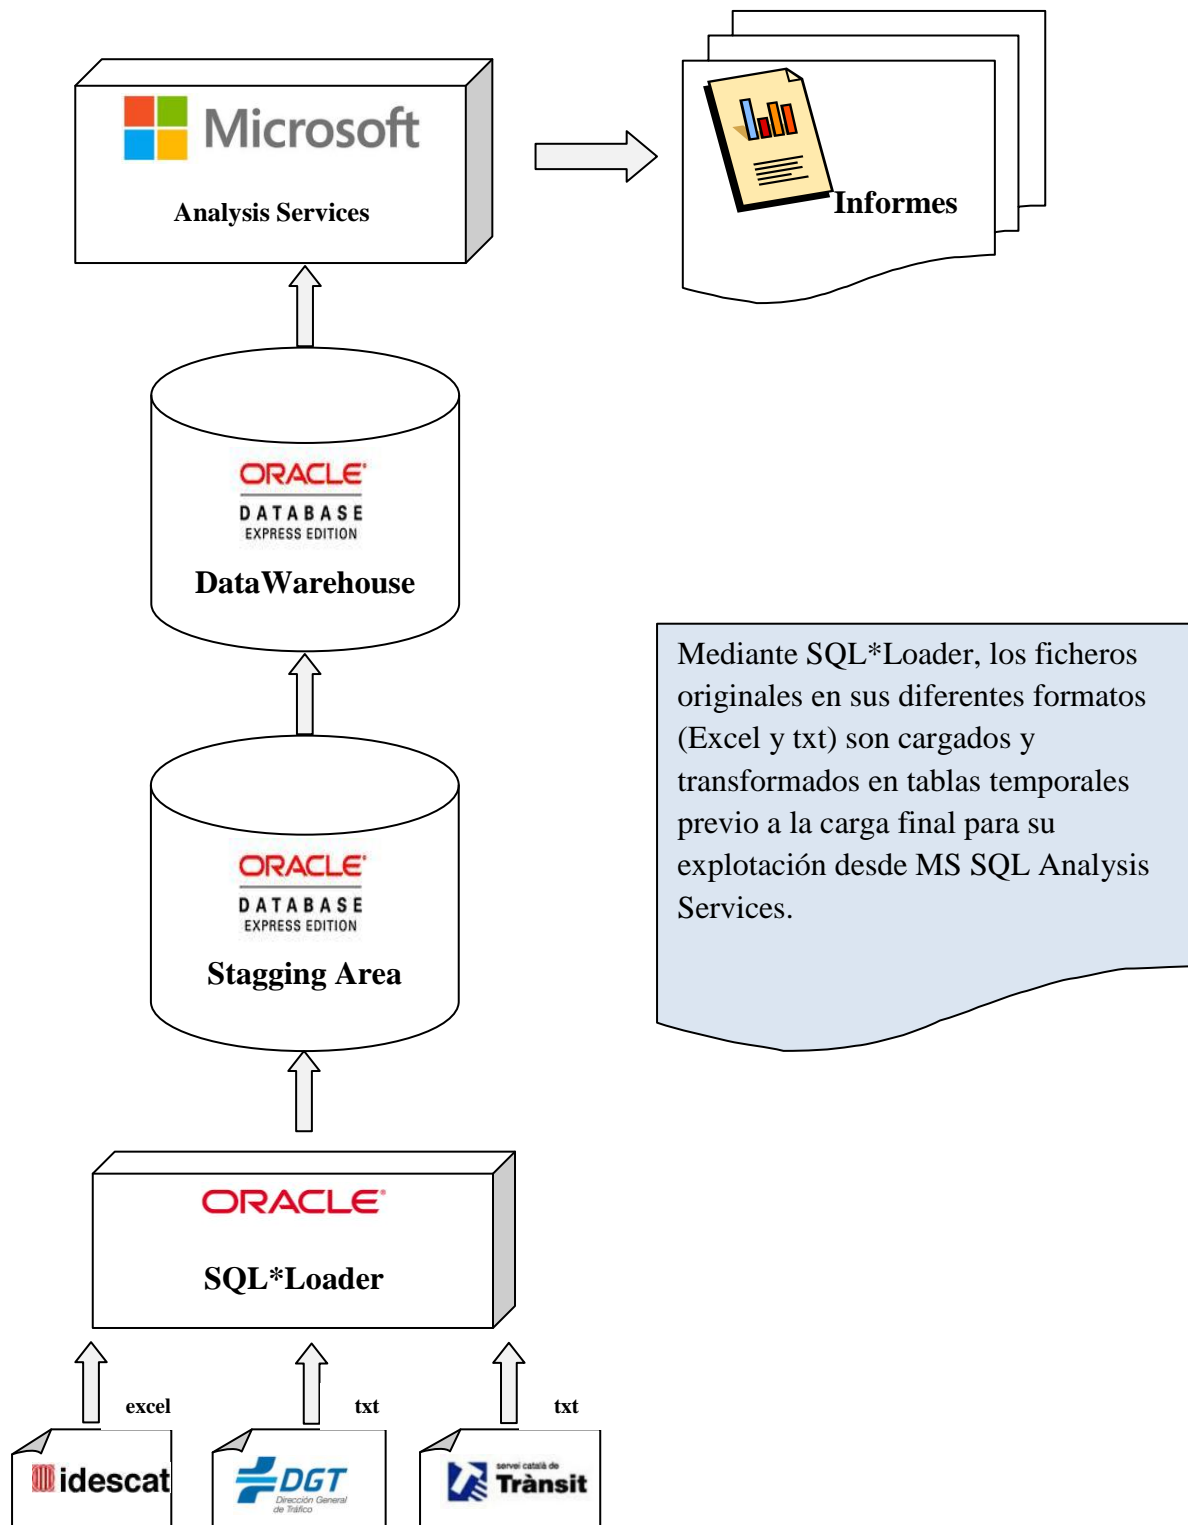 Microsoft
Analysis Services
Informes
ORACLE®
DATABASE
EXPRESS EDITION
DataWarehouse
Mediante SQL*Loader, los ficheros
originales en sus diferentes formatos
(Excel y txt) son cargados y
transformados en tablas temporales
previo a la carga final para su
explotación desde MS SQL Analysis
Services.
ORACLE®
DATABASE
EXPRESS EDITION
Stagging Area
ORACLE®
SQL*Loader
excel
txt
txt
idescat
DGT
Dirección General
de Tráfico
servei català de
Trànsit